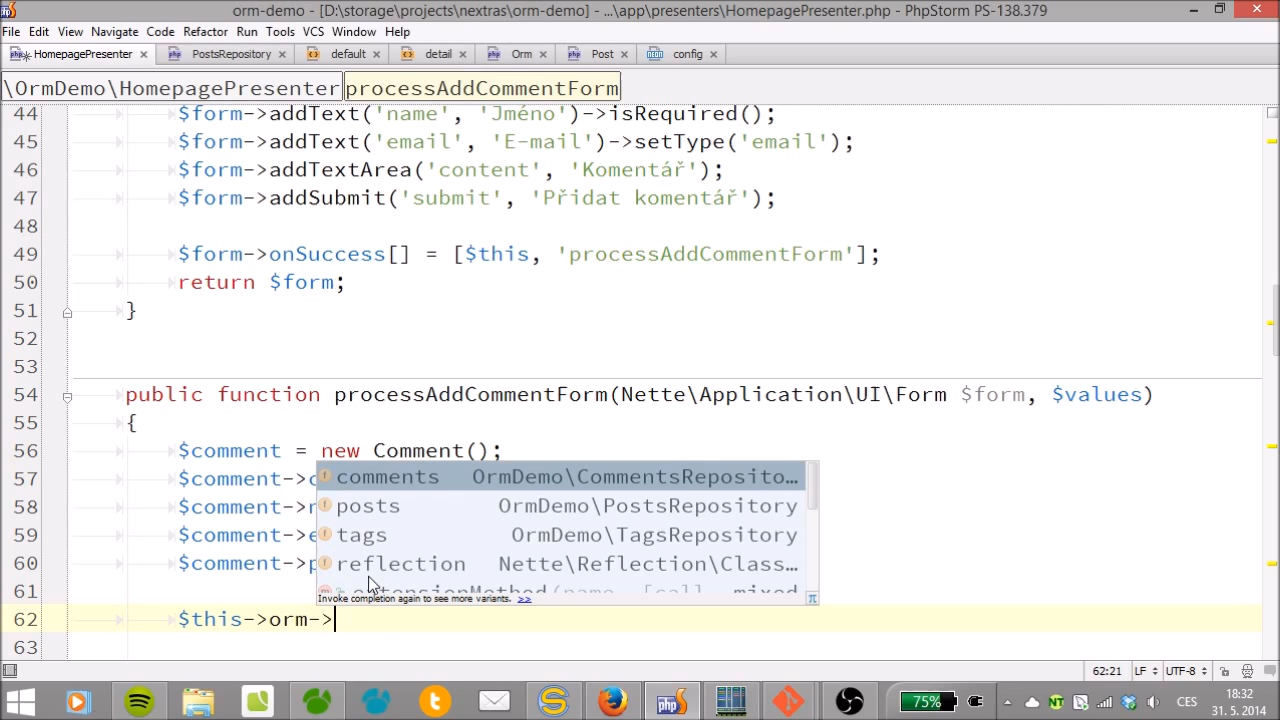 orm-demo - [D:\storage\projects\nextras\orm-demo] - ...\app\presenters\HomepagePresenter.php - PhpStorm PS-138.379
File Edit View Navigate Code Refactor Run Tools VCS Window Help
HomepagePresenter PostsRepository default detail Orm Post config
\OrmDemo\HomepagePresenter processAddCommentForm
44 $form->addText('name', 'Jméno')->isRequired();
45 $form->addText('email', 'E-mail')->setType('email');
46 $form->addTextArea('content', 'Komentář');
47 $form->addSubmit('submit', 'Přidat komentář');
48
49 $form->onSuccess[] = [$this, 'processAddCommentForm'];
50 return $form;
51 }
52
53
54 public function processAddCommentForm(Nette\Application\UI\Form $form, $values)
55 {
56 $comment = new Comment();
57 $comment->c
58 $comment->
59 $comment->e
60 $comment->p
comments OrmDemo\CommentsReposito…
posts OrmDemo\PostsRepository
tags OrmDemo\TagsRepository
reflection Nette\Reflection\Class…
extensionMethod(name, [call… mixed
Invoke completion again to see more variants. >>
61
62 $this->orm->
63
62:21 LF UTF-8
75% CES 18:32
31. 5. 2014